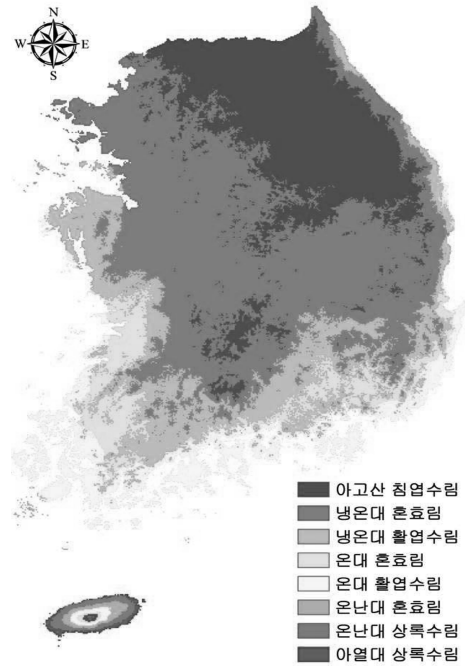 N
W E
S
아고산 침엽수림
냉온대 혼효림
냉온대 활엽수림
온대 혼효림
온대 활엽수림
온난대 혼효림
온난대 상록수림
아열대 상록수림